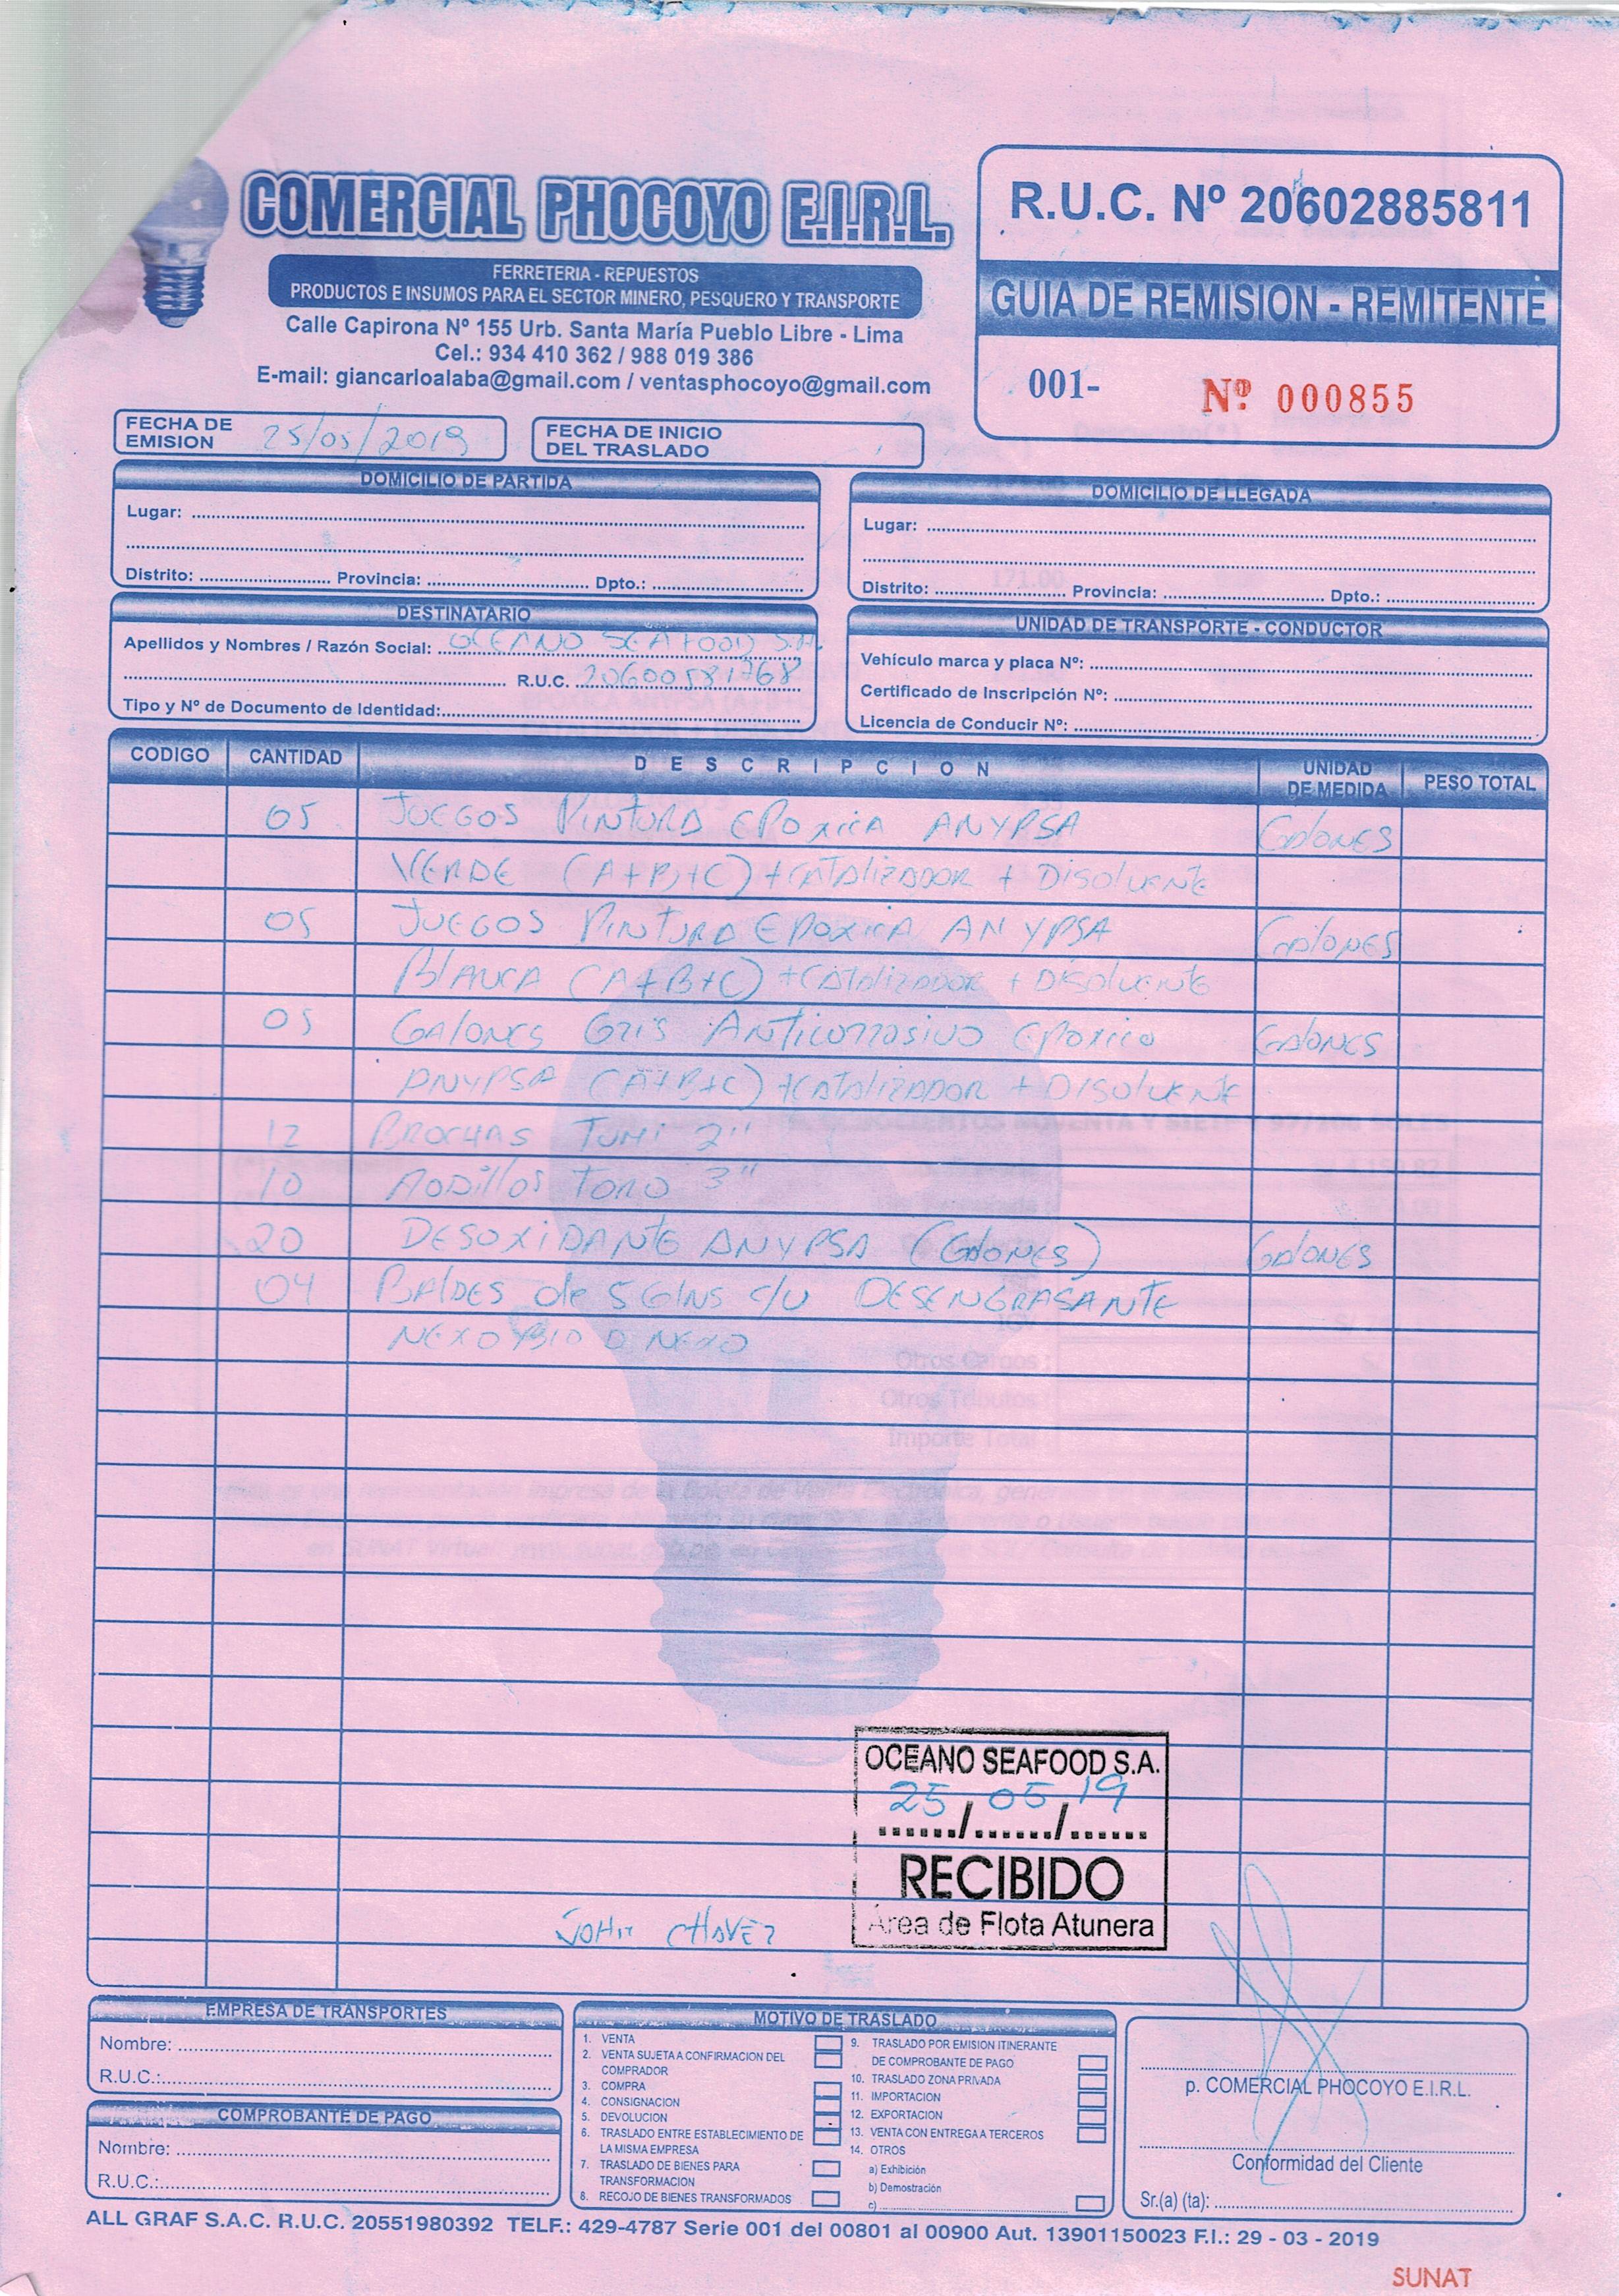 COMERCIAL PHOCOYO E.I.R.L.
FERRETERIA - REPUESTOS
PRODUCTOS E INSUMOS PARA EL SECTOR MINERO, PESQUERO Y TRANSPORTE
Calle Capirona Nº 155 Urb. Santa María Pueblo Libre - Lima
Cel.: 934 410 362 / 988 019 386
E-mail: giancarloalaba@gmail.com / ventasphocoyo@gmail.com
R.U.C. Nº 20602885811
GUIA DE REMISION - REMITENTE
001- Nº 000855
FECHA DE EMISION 25/05/2019
FECHA DE INICIO DEL TRASLADO
DOMICILIO DE PARTIDA
Lugar:
Distrito: Provincia: Dpto.:
DOMICILIO DE LLEGADA
Lugar:
Distrito: Provincia: Dpto.:
DESTINATARIO
Apellidos y Nombres / Razón Social: OCEANO SEAFOOD S.A.
R.U.C. 20600581768
Tipo y Nº de Documento de Identidad:
UNIDAD DE TRANSPORTE - CONDUCTOR
Vehículo marca y placa Nº:
Certificado de Inscripción Nº:
Licencia de Conducir Nº:
CODIGO CANTIDAD DESCRIPCION UNIDAD DE MEDIDA PESO TOTAL
05 JUEGOS PINTURA EPOXICA ANYPSA GALONES
VERDE (A+B+C) + CATALIZADOR + DISOLVENTE
05 JUEGOS PINTURA EPOXICA ANYPSA GALONES
BLANCA (A+B+C) + CATALIZADOR + DISOLVENTE
05 GALONES GRIS ANTICORROSIVO EPOXICO GALONES
ANYPSA (A+B+C) + CATALIZADOR + DISOLVENTE
12 BROCHAS TUMI 2"
10 RODILLOS TORO 3"
20 DESOXIDANTE ANYPSA (GALONES) GALONES
04 BALDES de 5 GLNS c/u DESENGRASANTE
NEXO BIO D NEXO
OCEANO SEAFOOD S.A.
25/05/19
RECIBIDO
Área de Flota Atunera
JOHN CHAVEZ
EMPRESA DE TRANSPORTES
Nombre:
R.U.C.:
COMPROBANTE DE PAGO
Nombre:
R.U.C.:
MOTIVO DE TRASLADO
1. VENTA
2. VENTA SUJETA A CONFIRMACION DEL
COMPRADOR
3. COMPRA
4. CONSIGNACION
5. DEVOLUCION
6. TRASLADO ENTRE ESTABLECIMIENTO DE
LA MISMA EMPRESA
7. TRASLADO DE BIENES PARA
TRANSFORMACION
8. RECOJO DE BIENES TRANSFORMADOS
9. TRASLADO POR EMISION ITINERANTE
DE COMPROBANTE DE PAGO
10. TRASLADO ZONA PRIVADA
11. IMPORTACION
12. EXPORTACION
13. VENTA CON ENTREGA A TERCEROS
14. OTROS
a) Exhibición
b) Demostración
c)
p. COMERCIAL PHOCOYO E.I.R.L.
Conformidad del Cliente
Sr.(a) (ta):
ALL GRAF S.A.C. R.U.C. 20551980392 TELF.: 429-4787 Serie 001 del 00801 al 00900 Aut. 13901150023 F.I.: 29 - 03 - 2019
SUNAT